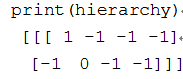 print(hierarchy)
[[[ 1 -1 -1 -1]
[-1 0 -1 -1]]]